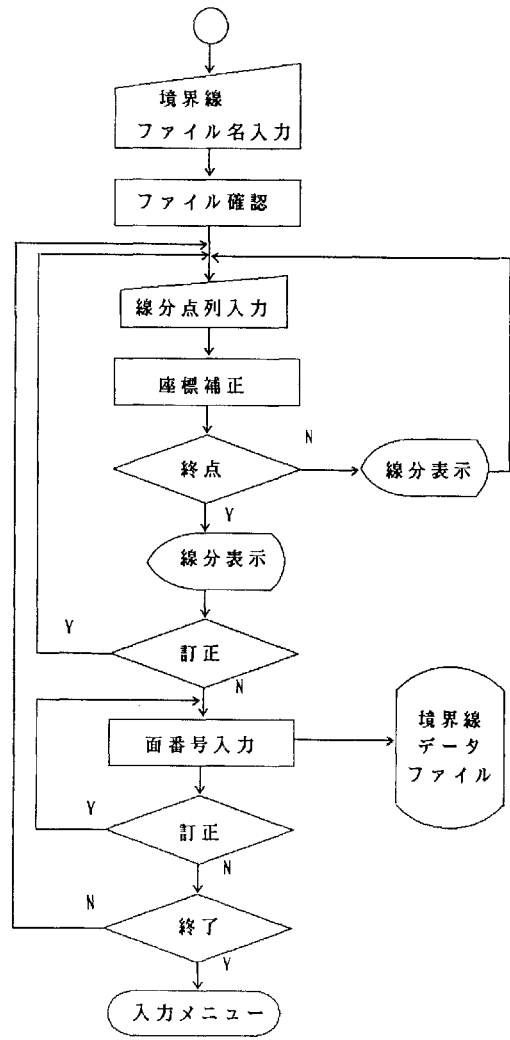 境界線
ファイル名入力
ファイル確認
線分点列入力
座標補正
終点
N
線分表示
Y
線分表示
訂正
Y
N
面番号入力
境界線
データ
ファイル
訂正
Y
N
終了
N
Y
入力メニュー